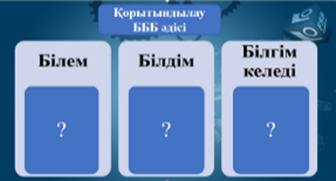 Қорытындылау
БББ әдісі
Білем
Білдім
Білгім
келеді
?
?
?